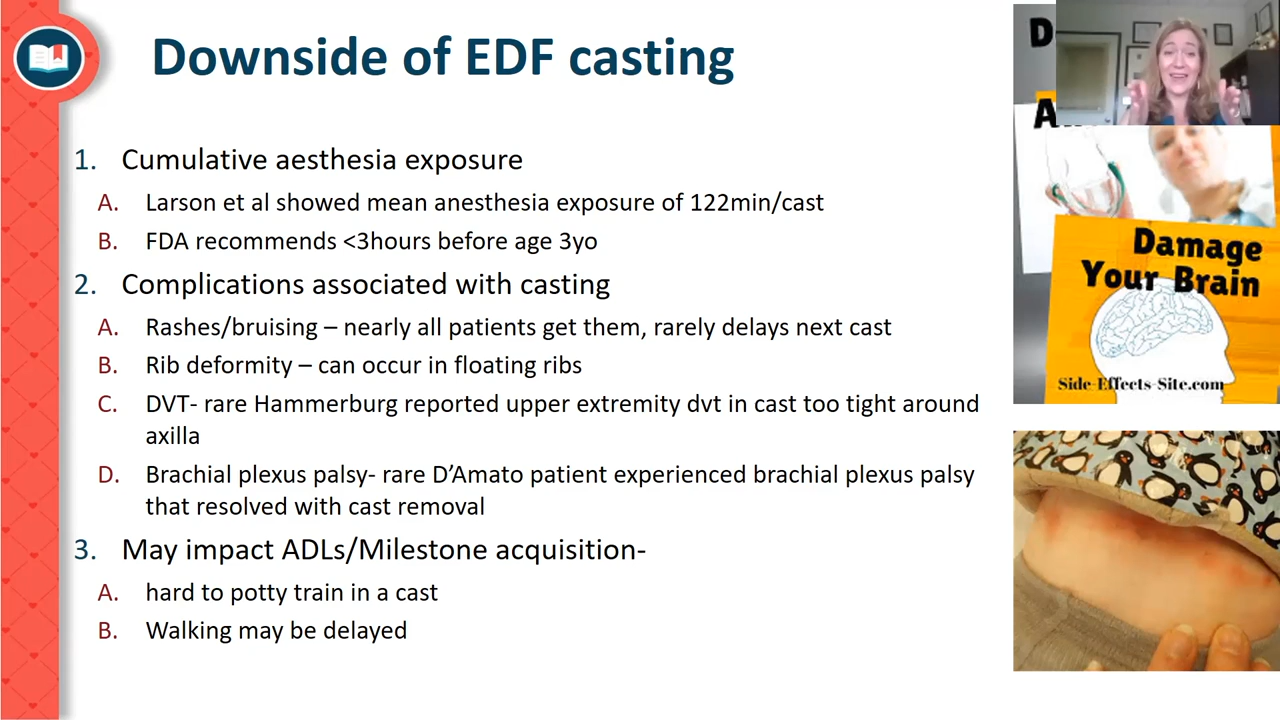 Downside of EDF casting
1. Cumulative aesthesia exposure
A. Larson et al showed mean anesthesia exposure of 122min/cast
B. FDA recommends <3hours before age 3yo
2. Complications associated with casting
A. Rashes/bruising – nearly all patients get them, rarely delays next cast
B. Rib deformity – can occur in floating ribs
C. DVT- rare Hammerburg reported upper extremity dvt in cast too tight around
axilla
D. Brachial plexus palsy- rare D’Amato patient experienced brachial plexus palsy
that resolved with cast removal
3. May impact ADLs/Milestone acquisition-
A. hard to potty train in a cast
B. Walking may be delayed
Damage
Your Brain
Side-Effects-Site.com